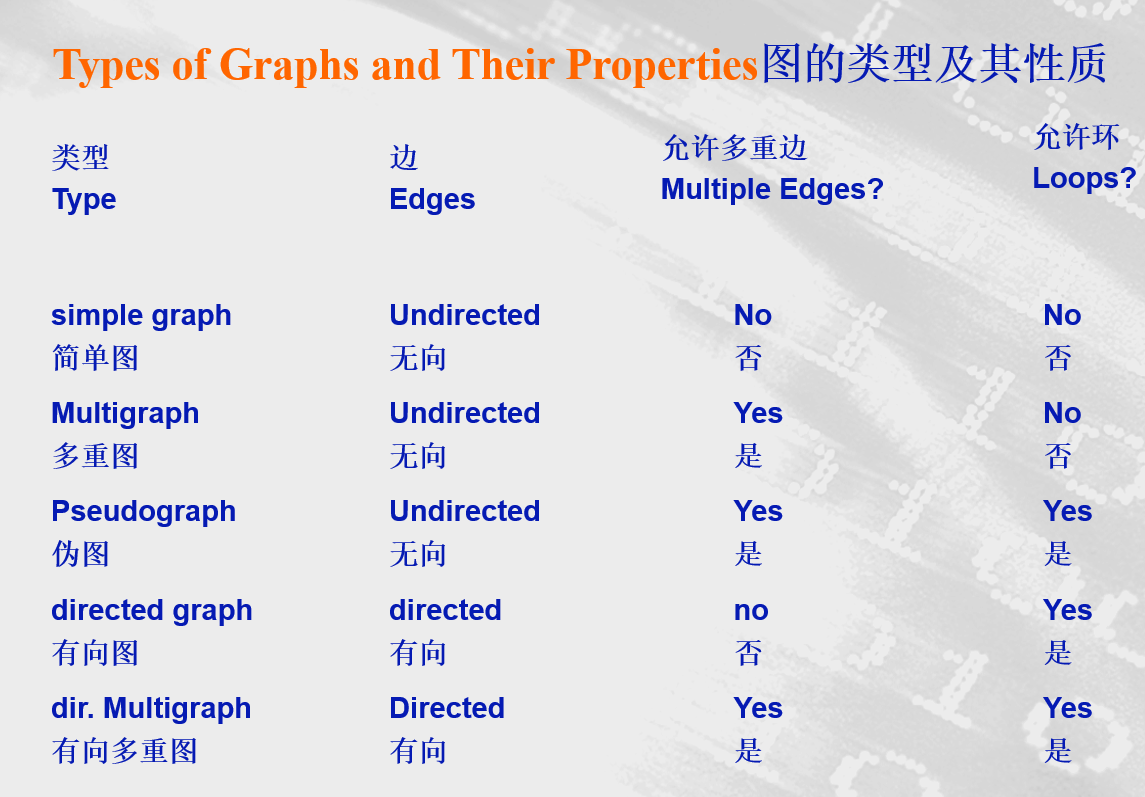 Types of Graphs and Their Properties图的类型及其性质
类型 边 允许多重边 允许环
Type Edges Multiple Edges? Loops?
simple graph Undirected No No
简单图 无向 否 否
Multigraph Undirected Yes No
多重图 无向 是 否
Pseudograph Undirected Yes Yes
伪图 无向 是 是
directed graph directed no Yes
有向图 有向 否 是
dir. Multigraph Directed Yes Yes
有向多重图 有向 是 是